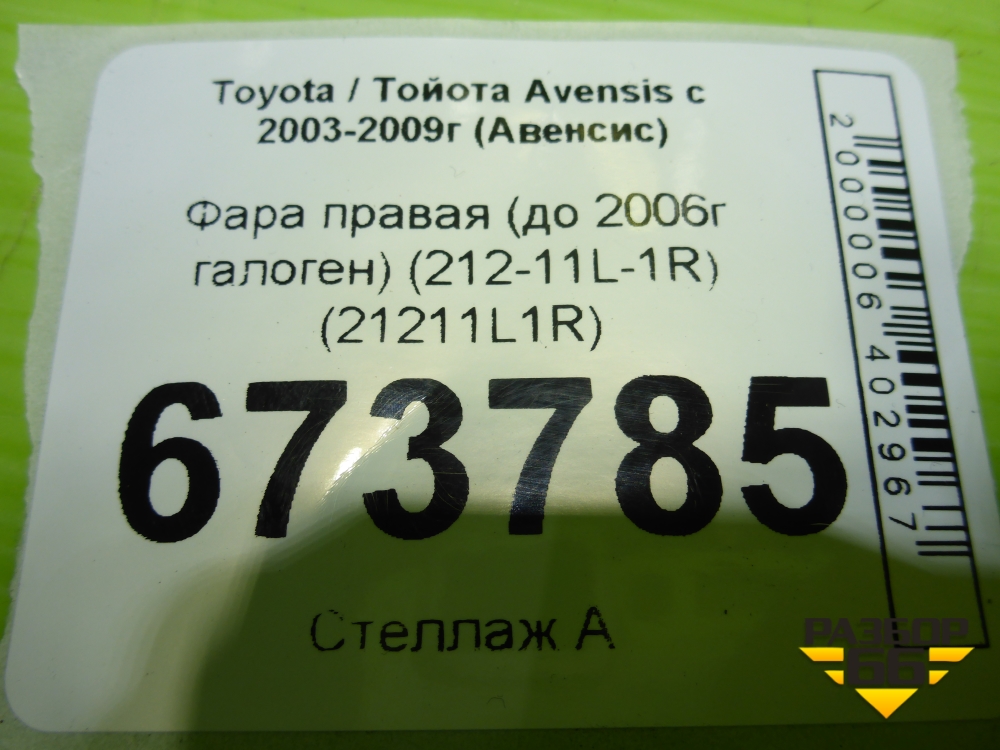 Toyota / Тойота Avensis с
2003-2009г (Авенсис)
Фара правая (до 2006г
галоген) (212-11L-1R)
(21211L1R)
673785
Стеллаж А
2000006402967
РАЗБОР
66